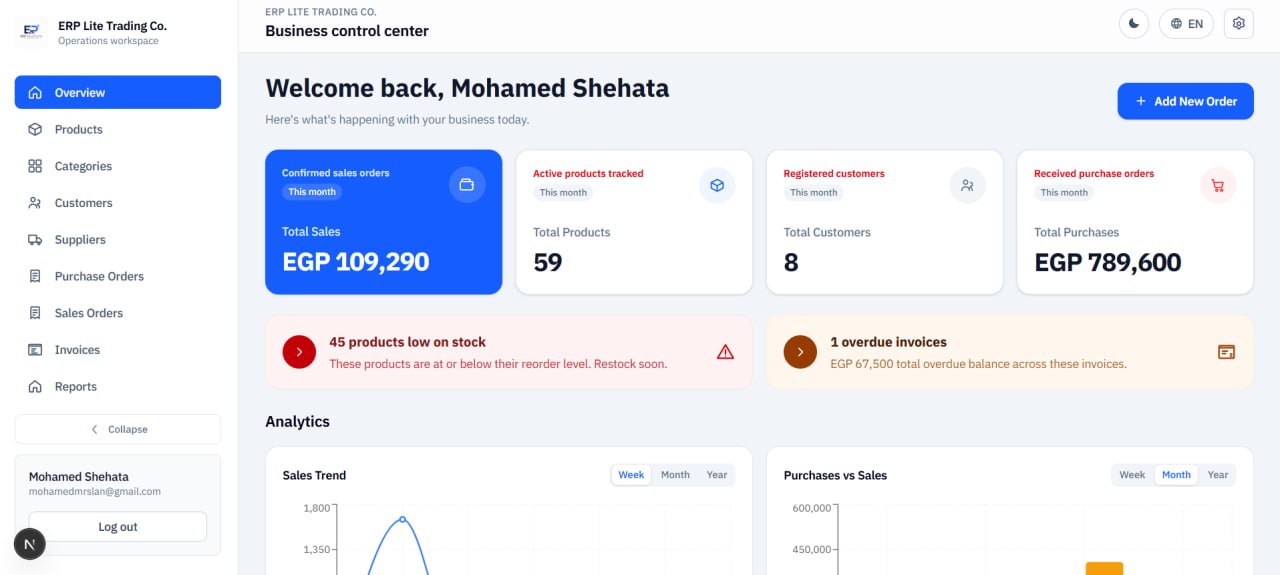 ERP Lite Trading Co.
Operations workspace
Overview
Products
Categories
Customers
Suppliers
Purchase Orders
Sales Orders
Invoices
Reports
Collapse
Mohamed Shehata
mohamedmrslan@gmail.com
Log out
N
ERP LITE TRADING CO.
Business control center
EN
Welcome back, Mohamed Shehata
Here's what's happening with your business today.
+ Add New Order
Confirmed sales orders
This month
Total Sales
EGP 109,290
Active products tracked
This month
Total Products
59
Registered customers
This month
Total Customers
8
Received purchase orders
This month
Total Purchases
EGP 789,600
45 products low on stock
These products are at or below their reorder level. Restock soon.
1 overdue invoices
EGP 67,500 total overdue balance across these invoices.
Analytics
Sales Trend
Week Month Year
1,800
1,350
Purchases vs Sales
Week Month Year
600,000
450,000